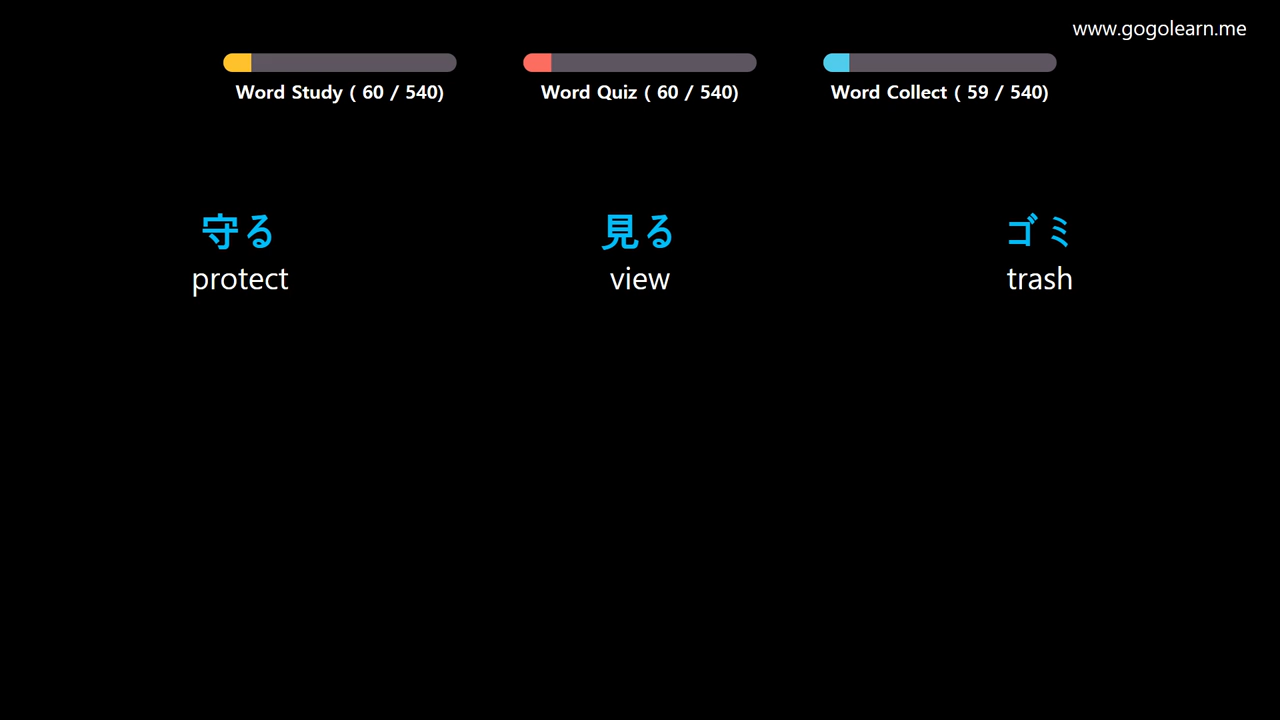 www.gogolearn.me
Word Study ( 60 / 540)
Word Quiz ( 60 / 540)
Word Collect ( 59 / 540)
守る
protect
見る
view
ゴミ
trash